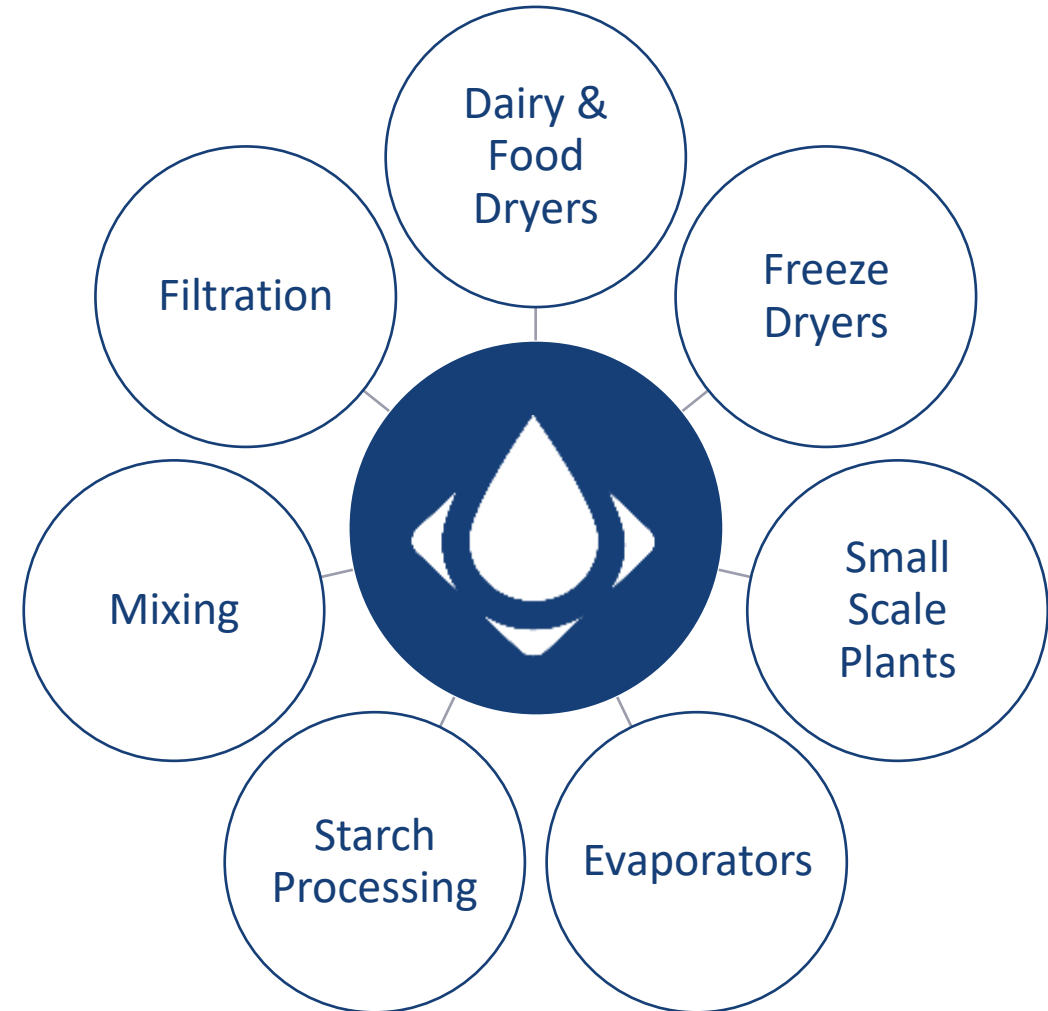 Dairy &
Food
Dryers
Freeze
Dryers
Small
Scale
Plants
Evaporators
Starch
Processing
Mixing
Filtration